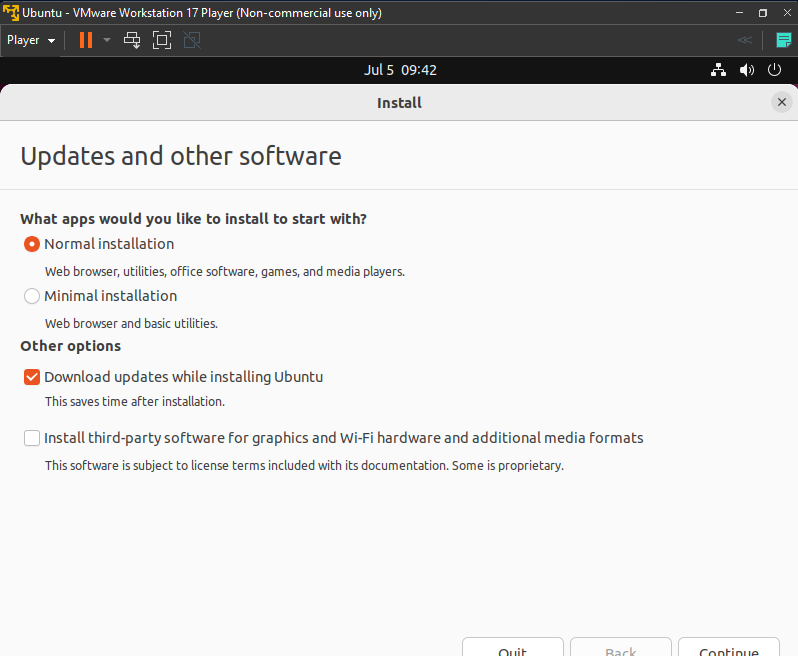 Ubuntu - VMware Workstation 17 Player (Non-commercial use only)
Player
Jul 5 09:42
Install
Updates and other software
What apps would you like to install to start with?
Normal installation
Web browser, utilities, office software, games, and media players.
Minimal installation
Web browser and basic utilities.
Other options
Download updates while installing Ubuntu
This saves time after installation.
Install third-party software for graphics and Wi-Fi hardware and additional media formats
This software is subject to license terms included with its documentation. Some is proprietary.
Quit Back Continue